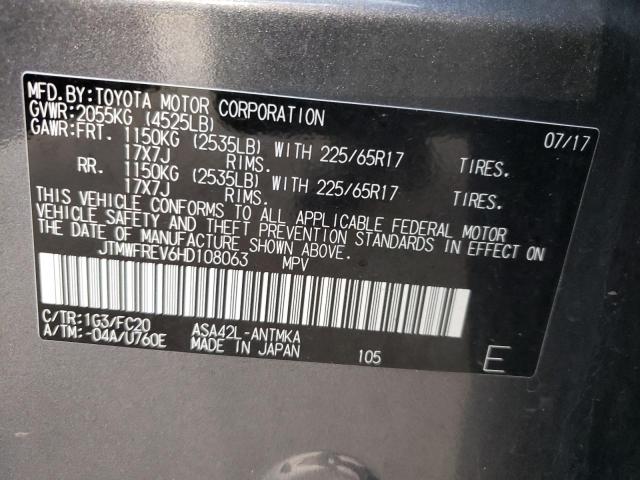 MFD.BY:TOYOTA MOTOR CORPORATION 07/17
GVWR:2055KG (4525LB)
GAWR:FRT. 1150KG (2535LB) WITH 225/65R17 TIRES.
17X7J RIMS.
RR. 1150KG (2535LB) WITH 225/65R17 TIRES.
17X7J RIMS.
THIS VEHICLE CONFORMS TO ALL APPLICABLE FEDERAL MOTOR
VEHICLE SAFETY AND THEFT PREVENTION STANDARDS IN EFFECT ON
THE DATE OF MANUFACTURE SHOWN ABOVE.
JTMWFREV6HD108063 MPV
C/TR:1G3/FC20 ASA42L-ANTMKA
A/TM:-04A/U760E MADE IN JAPAN 105 E